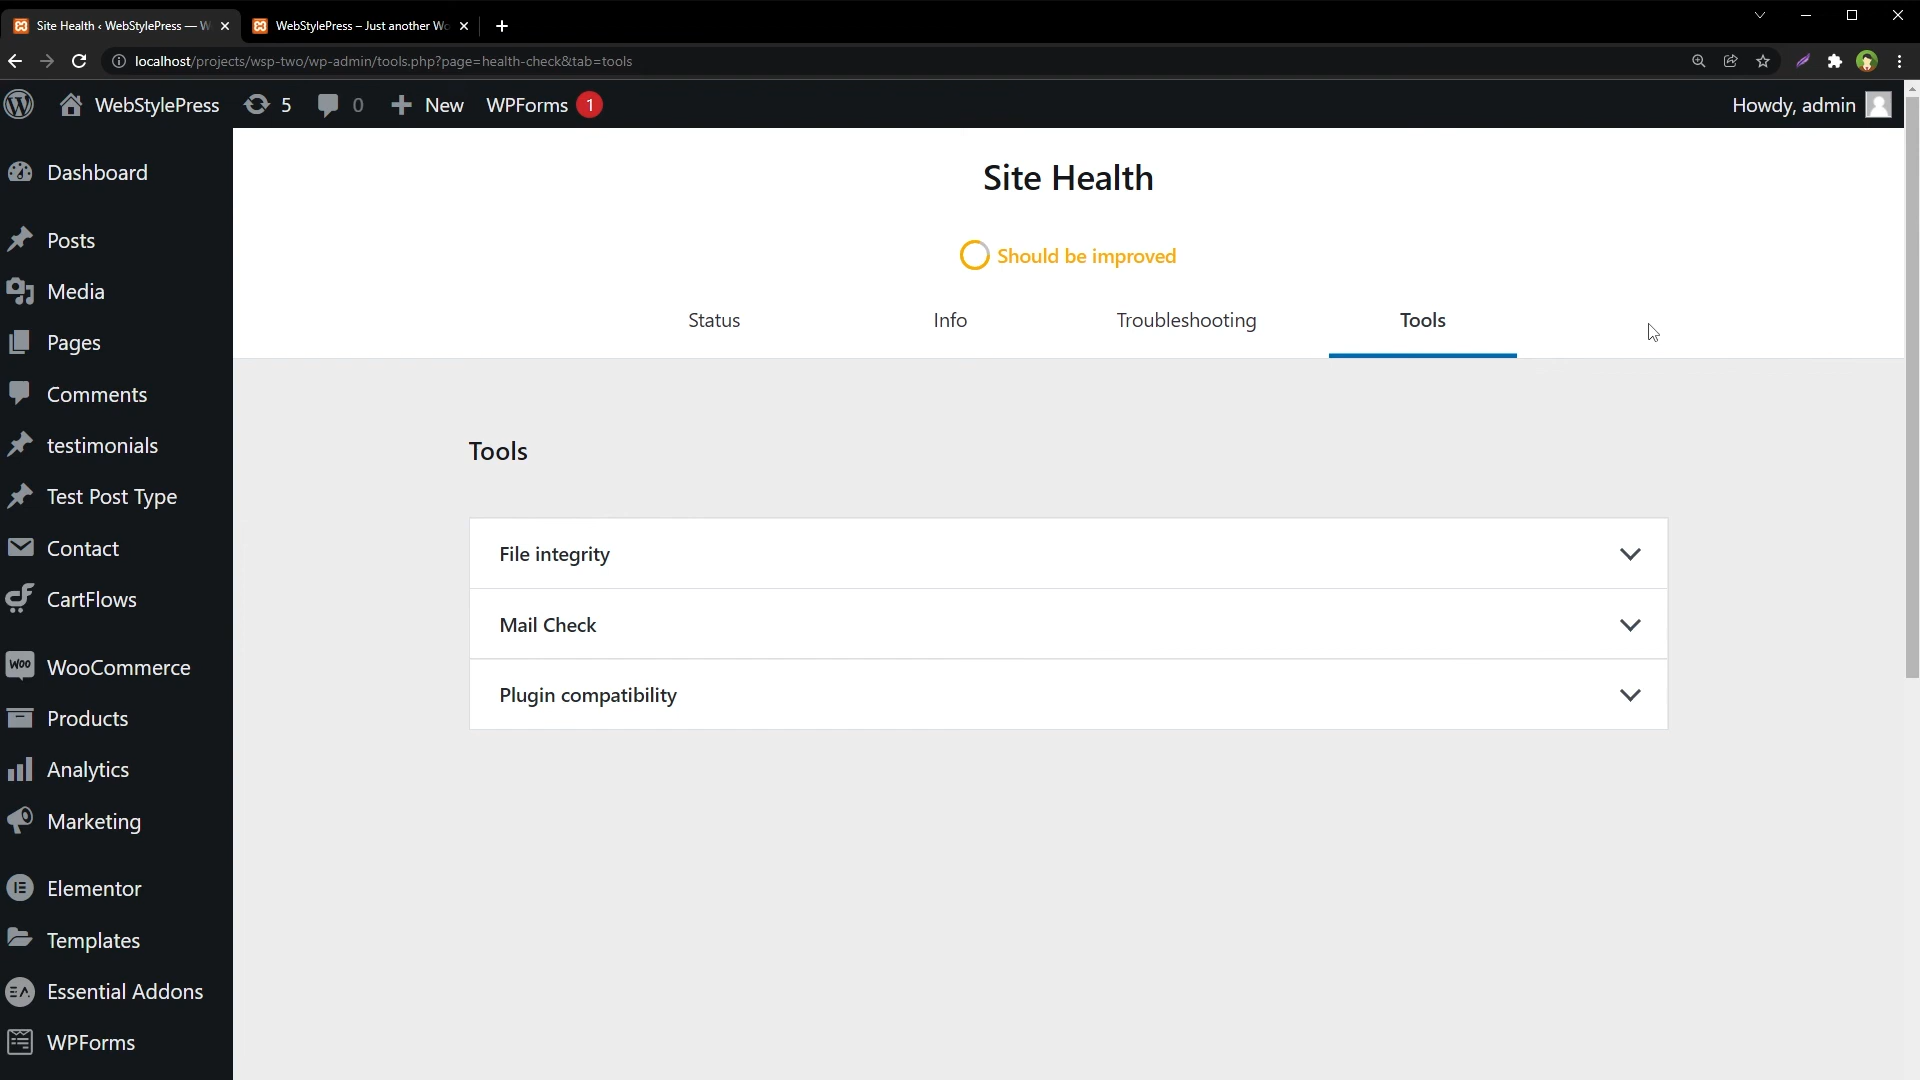 Site Health ‹ WebStylePress — W
WebStylePress – Just another Wo
localhost/projects/wsp-two/wp-admin/tools.php?page=health-check&tab=tools
WebStylePress 5 0 New WPForms 1 Howdy, admin
Dashboard
Posts
Media
Pages
Comments
testimonials
Test Post Type
Contact
CartFlows
Woo WooCommerce
Products
Analytics
Marketing
Elementor
Templates
Essential Addons
WPForms
Site Health
Should be improved
Status Info Troubleshooting Tools
Tools
File integrity
Mail Check
Plugin compatibility